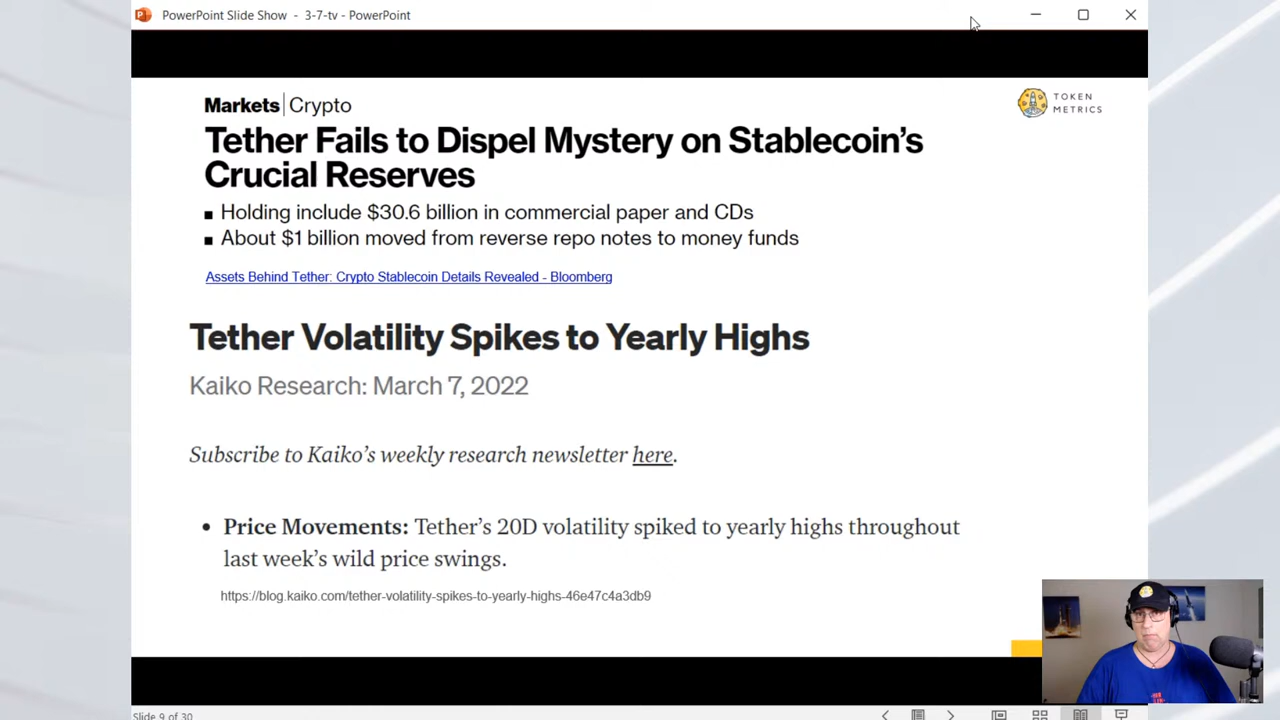 PowerPoint Slide Show - 3-7-tv - PowerPoint
Markets | Crypto
TOKEN
METRICS
Tether Fails to Dispel Mystery on Stablecoin's
Crucial Reserves
▪ Holding include $30.6 billion in commercial paper and CDs
▪ About $1 billion moved from reverse repo notes to money funds
Assets Behind Tether: Crypto Stablecoin Details Revealed - Bloomberg
Tether Volatility Spikes to Yearly Highs
Kaiko Research: March 7, 2022
Subscribe to Kaiko's weekly research newsletter here.
• Price Movements: Tether's 20D volatility spiked to yearly highs throughout
last week's wild price swings.
https://blog.kaiko.com/tether-volatility-spikes-to-yearly-highs-46e47c4a3db9
Slide 9 of 30